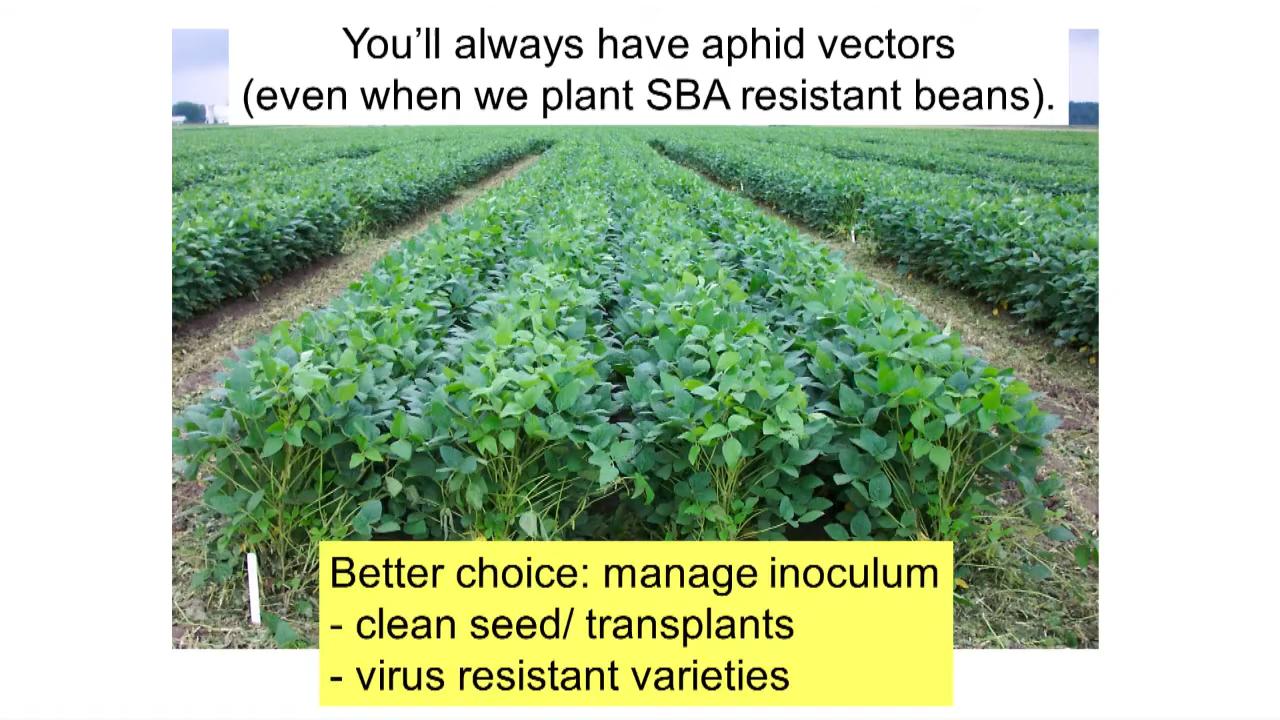 You’ll always have aphid vectors
(even when we plant SBA resistant beans).
Better choice: manage inoculum
- clean seed/ transplants
- virus resistant varieties